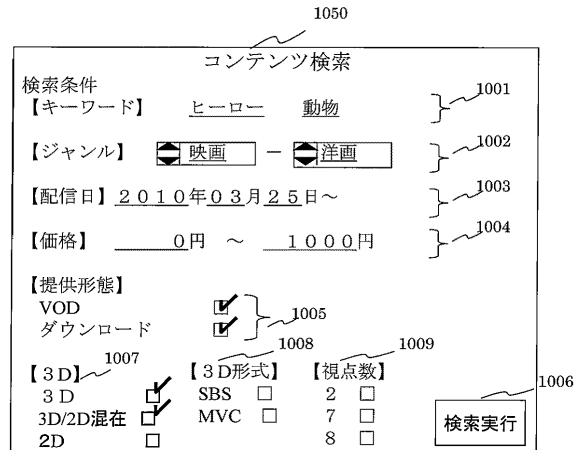 1050
コンテンツ検索
検索条件
【キーワード】 ヒーロー 動物 1001
【ジャンル】 映画 － 洋画 1002
【配信日】２０１０年０３月２５日～ 1003
【価格】 ０円 ～ １０００円 1004
【提供形態】
VOD
ダウンロード 1005
1007 1008 1009
【３D】 【３D形式】 【視点数】 1006
３D SBS 2
3D/2D混在 MVC 7 検索実行
2D 8